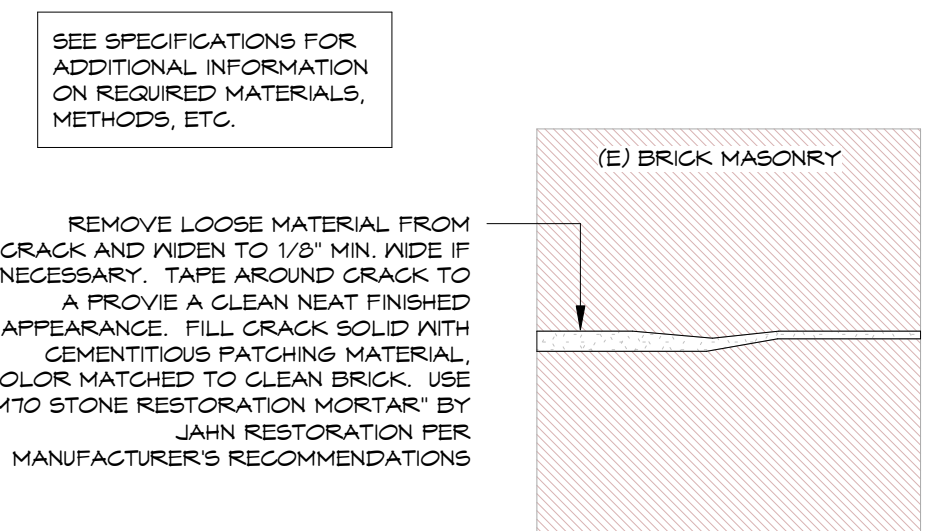 SEE SPECIFICATIONS FOR
ADDITIONAL INFORMATION
ON REQUIRED MATERIALS,
METHODS, ETC.
(E) BRICK MASONRY
REMOVE LOOSE MATERIAL FROM
CRACK AND WIDEN TO 1/8" MIN. WIDE IF
NECESSARY. TAPE AROUND CRACK TO
A PROVIE A CLEAN NEAT FINISHED
APPEARANCE. FILL CRACK SOLID WITH
CEMENTITIOUS PATCHING MATERIAL,
OLOR MATCHED TO CLEAN BRICK. USE
M70 STONE RESTORATION MORTAR" BY
JAHN RESTORATION PER
MANUFACTURER'S RECOMMENDATIONS